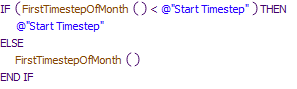 IF ( FirstTimestepOfMonth () < @"Start Timestep" ) THEN
@"Start Timestep"
ELSE
FirstTimestepOfMonth ()
END IF